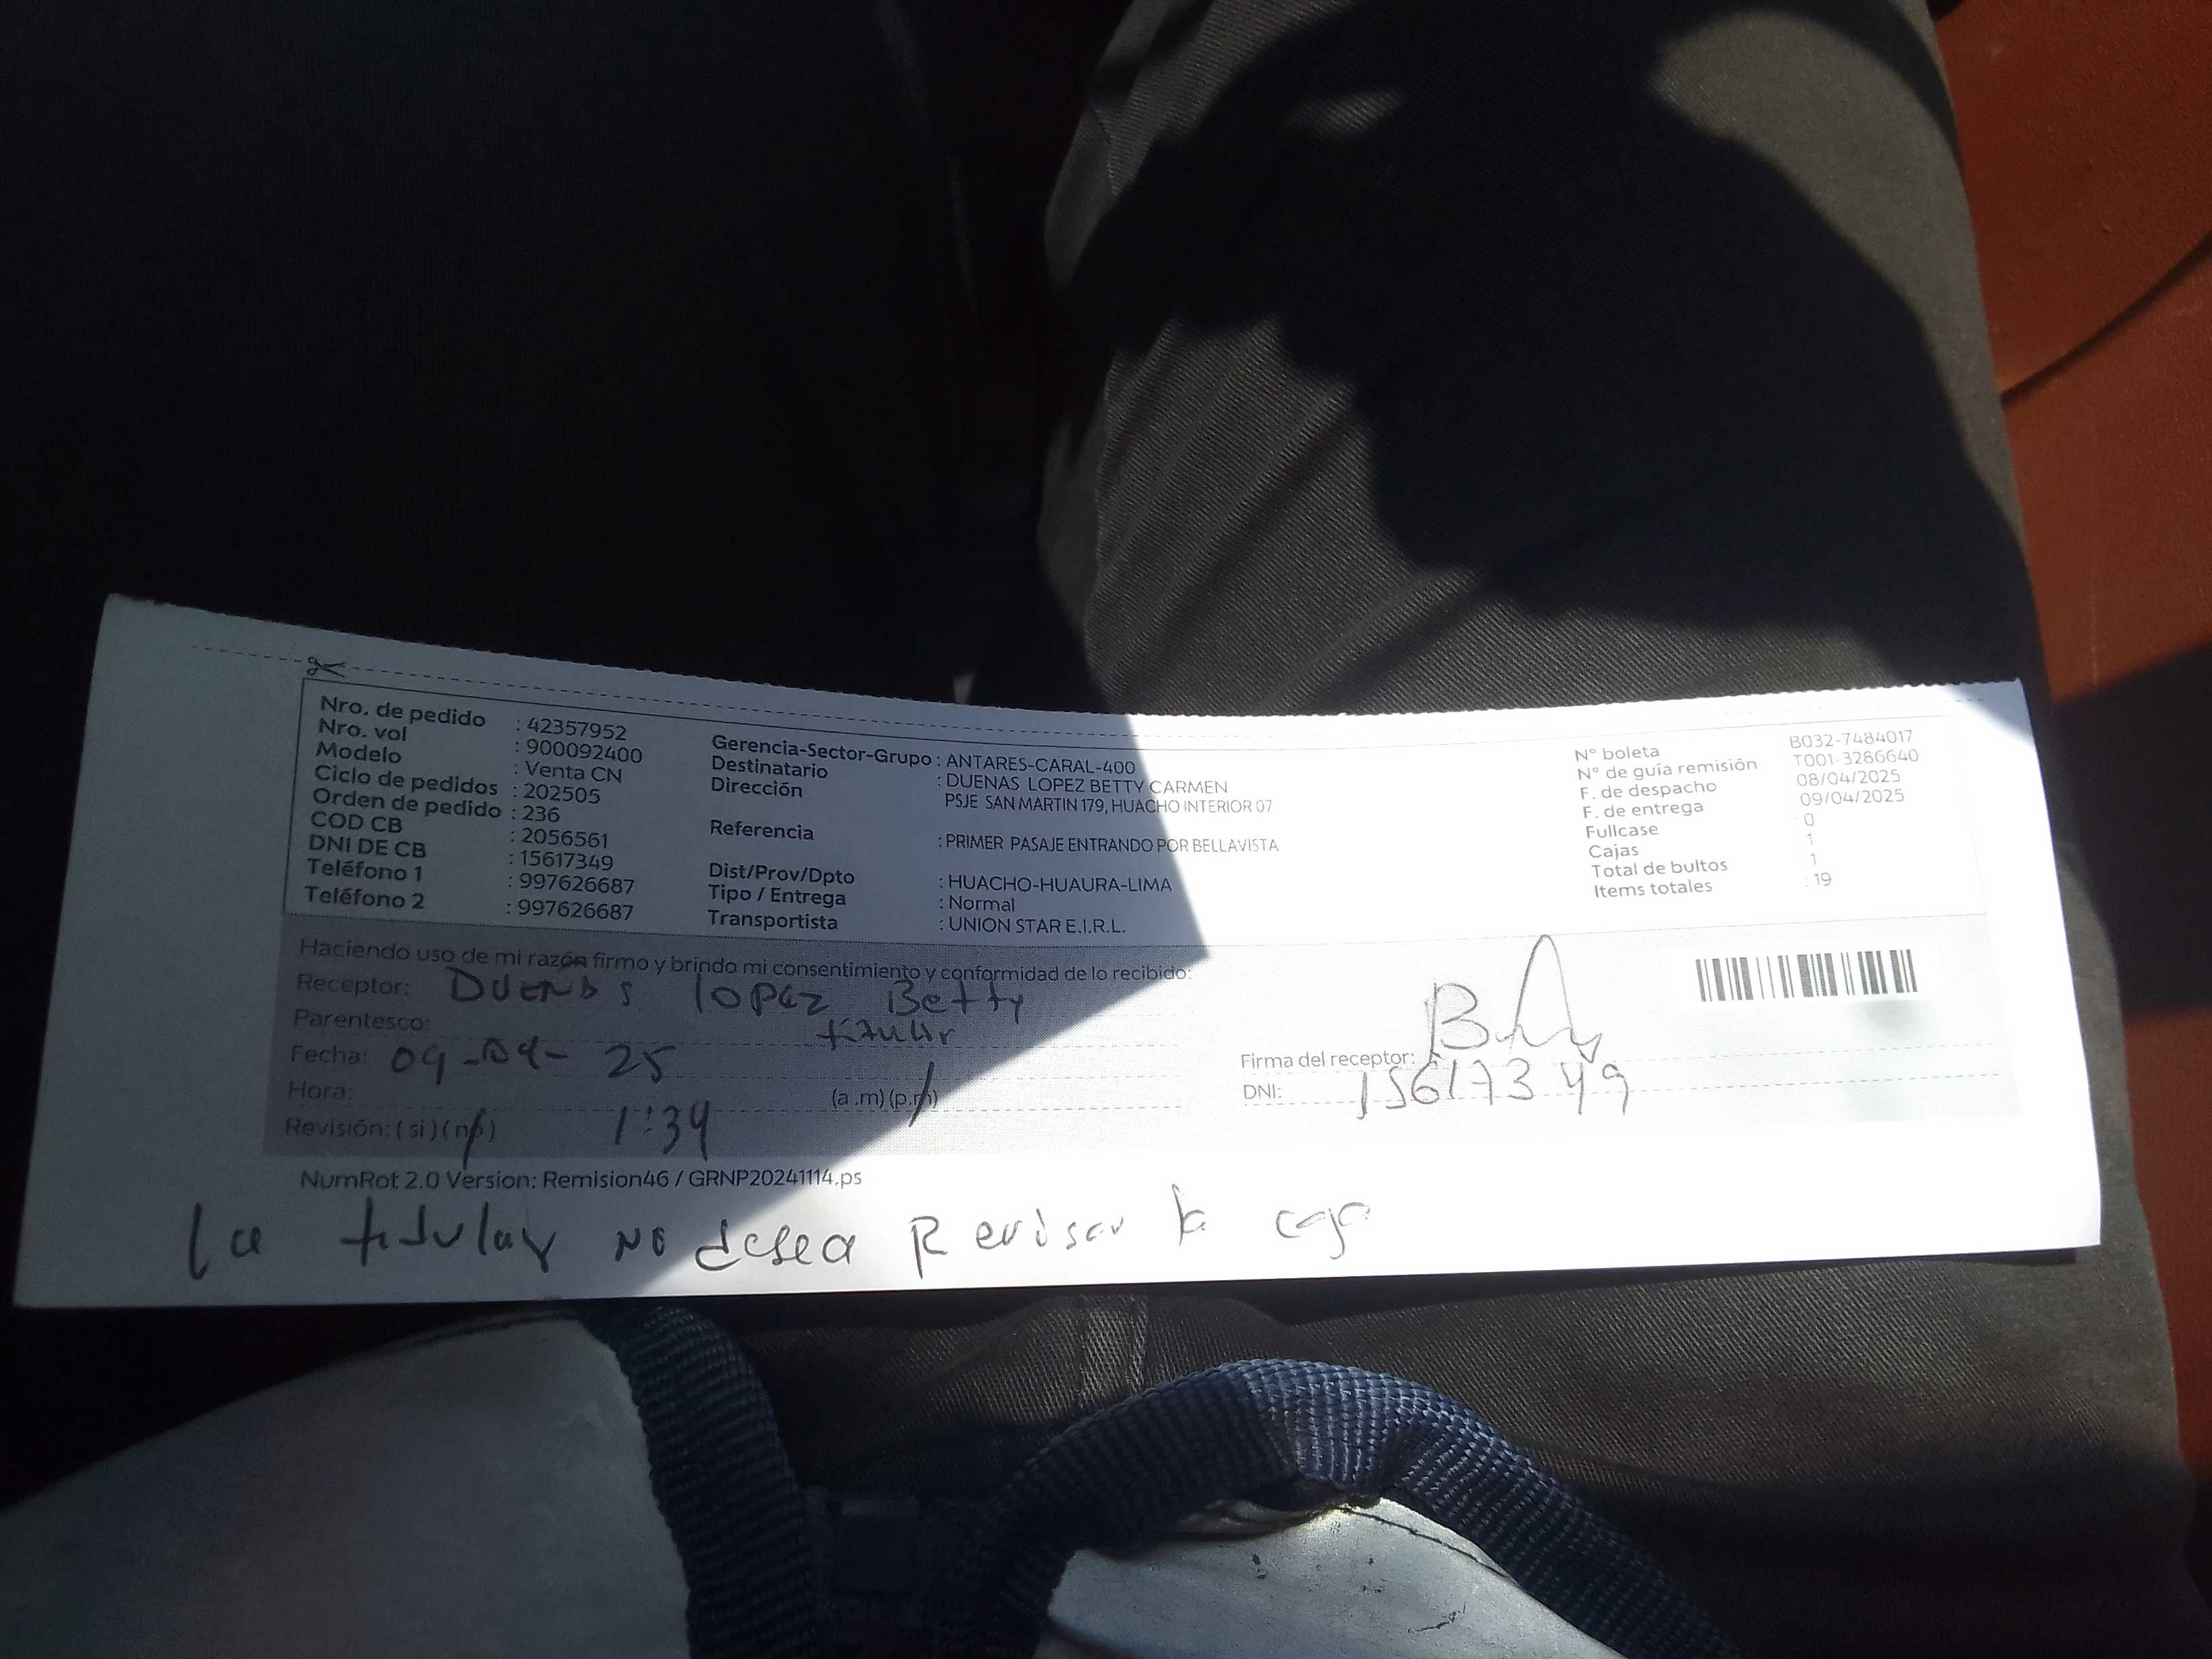 Nro. de pedido : 42357952
Nro. vol : 900092400
Modelo : Venta CN
Ciclo de pedidos : 202505
Orden de pedido : 236
COD CB : 2056561
DNI DE CB : 15617349
Teléfono 1 : 997626687
Teléfono 2 : 997626687
Gerencia-Sector-Grupo : ANTARES-CARAL-400
Destinatario : DUENAS LOPEZ BETTY CARMEN
Dirección PSJE SAN MARTIN 179, HUACHO INTERIOR 07
Referencia : PRIMER PASAJE ENTRANDO POR BELLAVISTA
Dist/Prov/Dpto : HUACHO-HUAURA-LIMA
Tipo / Entrega : Normal
Transportista : UNION STAR E.I.R.L.
N° boleta B032-7484017
N° de guía remisión T001-3286640
F. de despacho 08/04/2025
F. de entrega 09/04/2025
Fullcase : 0
Cajas : 1
Total de bultos : 1
Items totales : 19
Haciendo uso de mi razón firmo y brindo mi consentimiento y conformidad de lo recibido:
Receptor: DUENAS lopez Betty
Parentesco: titular
Fecha: 09-04-25
Hora: (a.m) (p.m)
Revisión: (si) (no) 1:34
Firma del receptor:
DNI: 15617349
NumRot 2.0 Version: Remision46 / GRNP20241114.ps
la titular no desea Revisar la caja